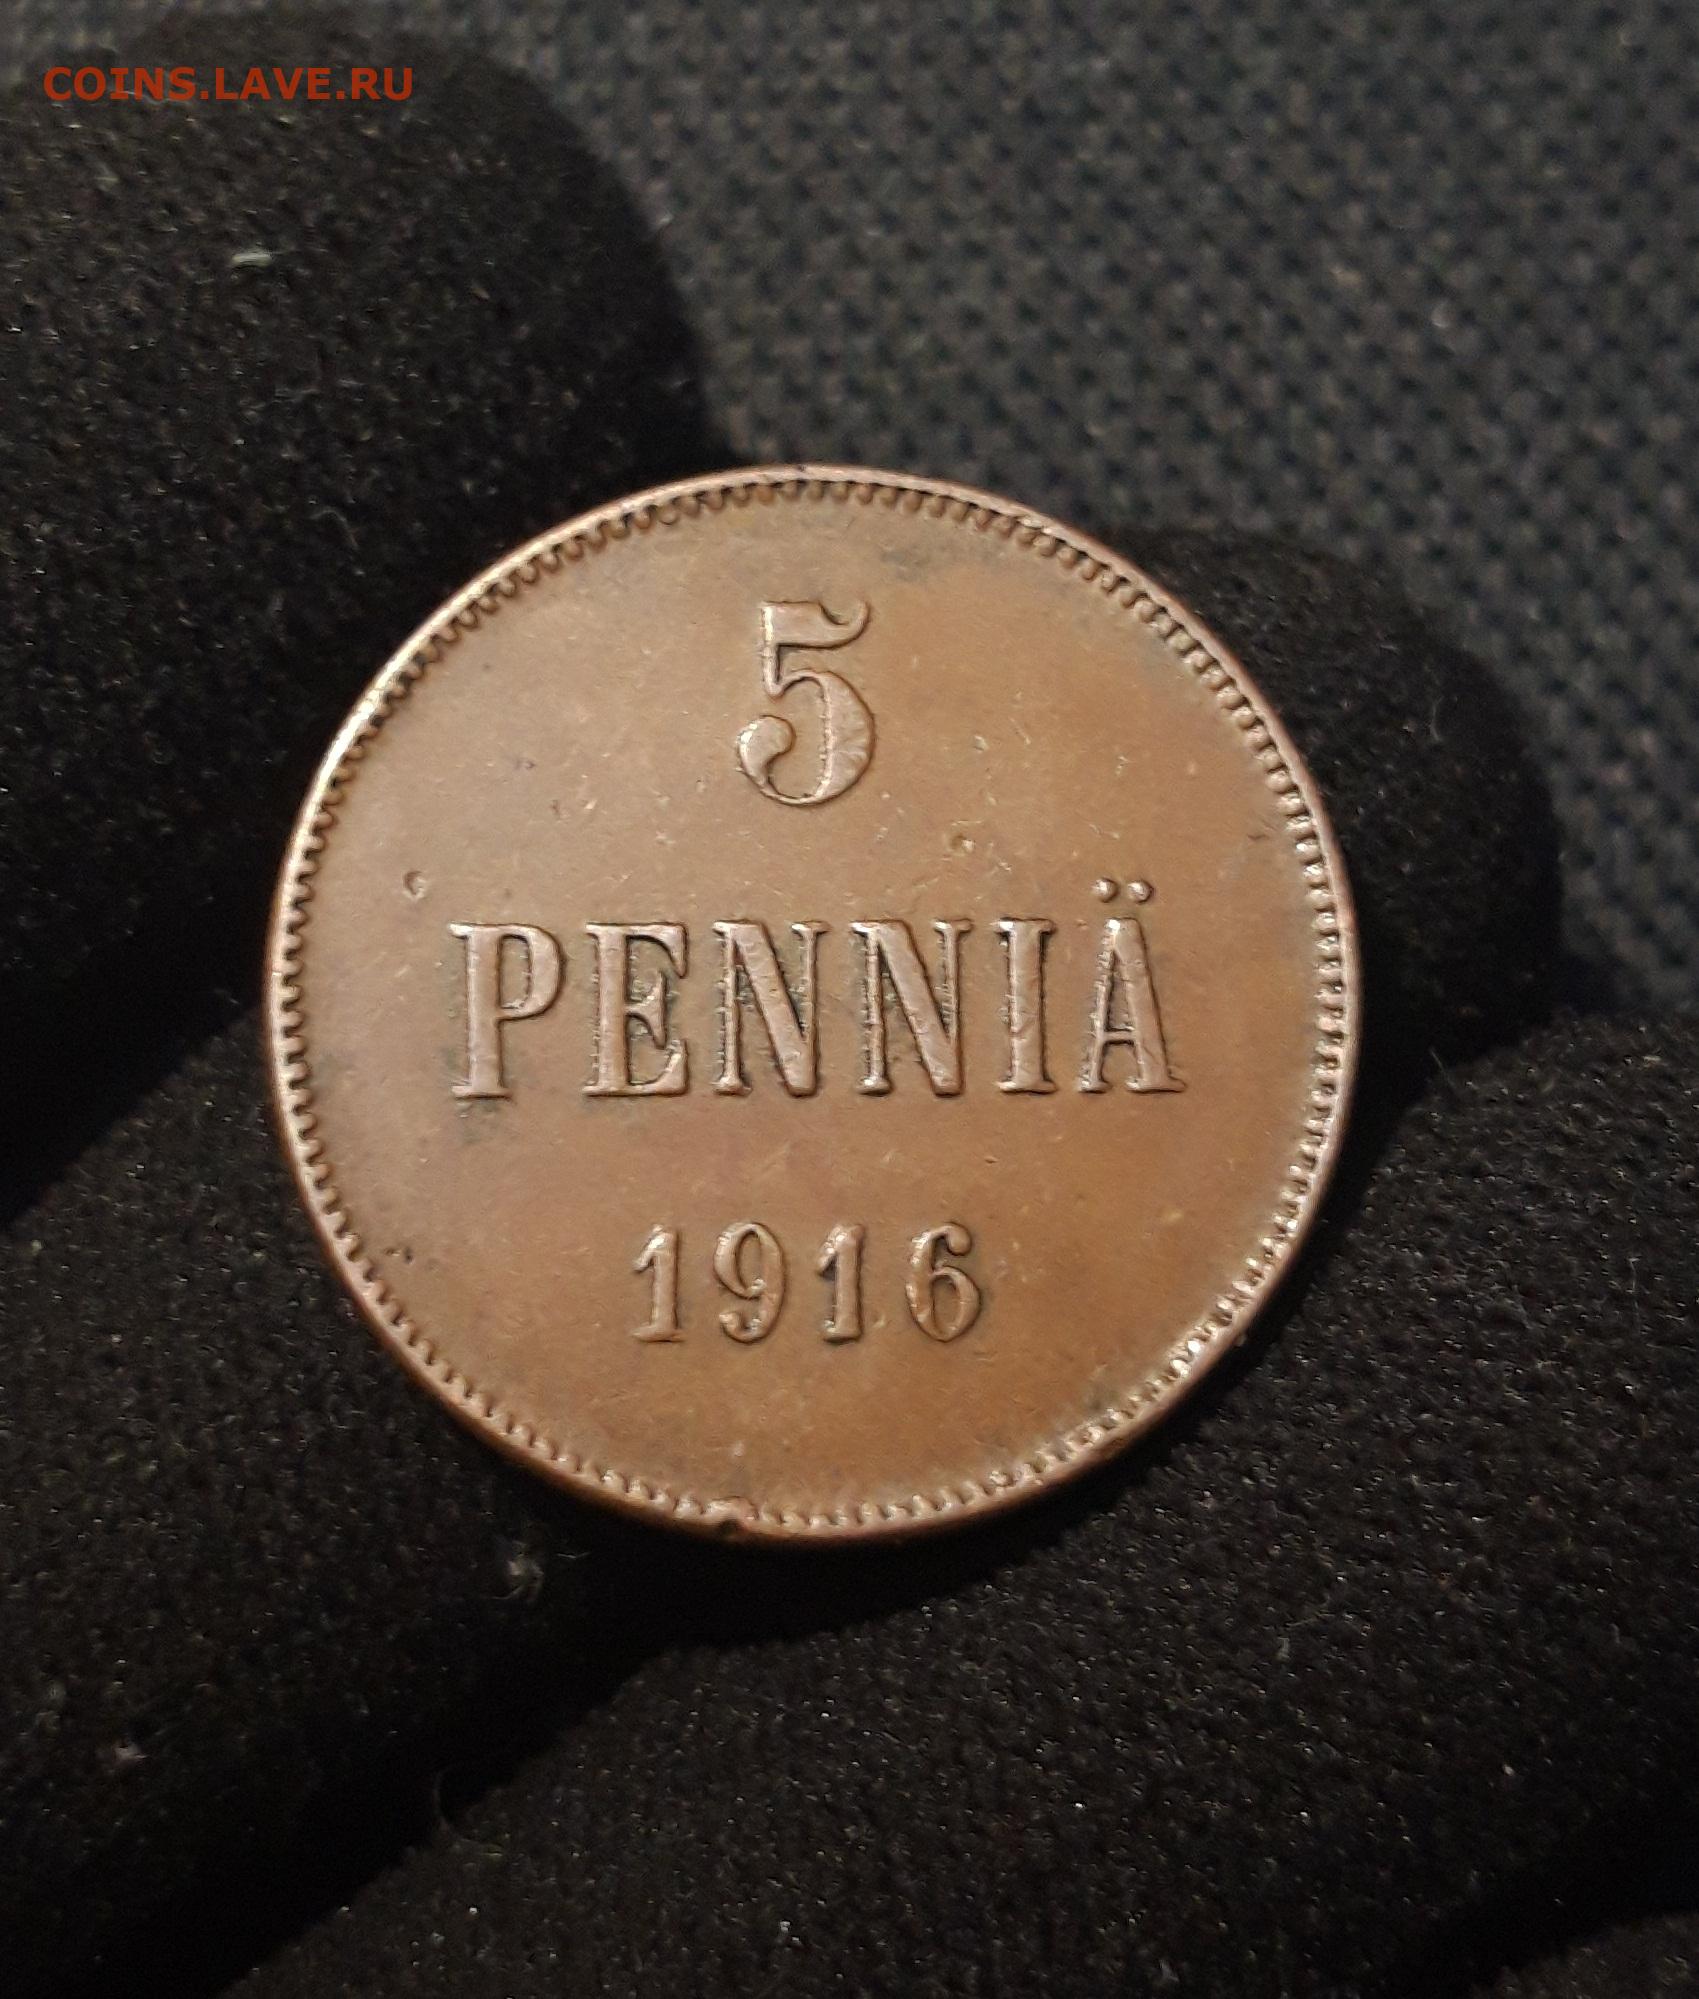 COINS.LAVE.RU
5
PENNIÄ
1916